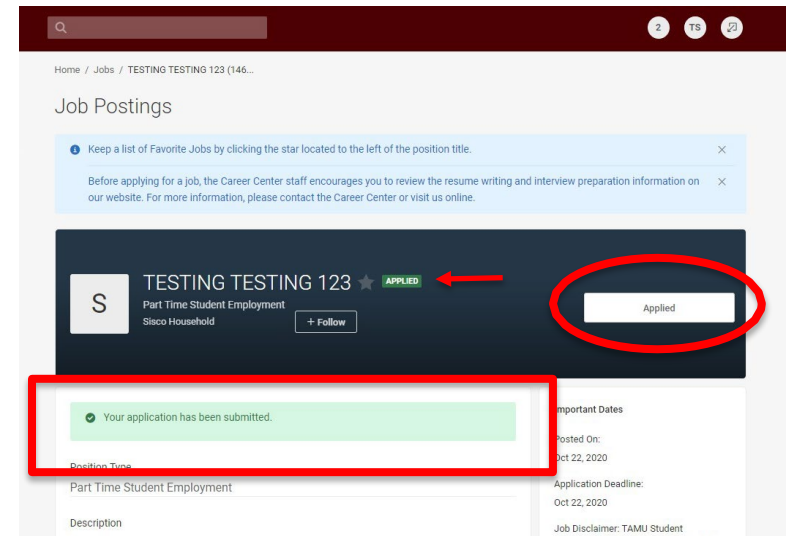 2 TS
Home / Jobs / TESTING TESTING 123 (146...
Job Postings
Keep a list of Favorite Jobs by clicking the star located to the left of the position title.
Before applying for a job, the Career Center staff encourages you to review the resume writing and interview preparation information on
our website. For more information, please contact the Career Center or visit us online.
S
TESTING TESTING 123 APPLIED
Part Time Student Employment
Sisco Household
+ Follow
Applied
Your application has been submitted.
Position Type
Part Time Student Employment
Description
Important Dates
Posted On:
Oct 22, 2020
Application Deadline:
Oct 22, 2020
Job Disclaimer: TAMU Student